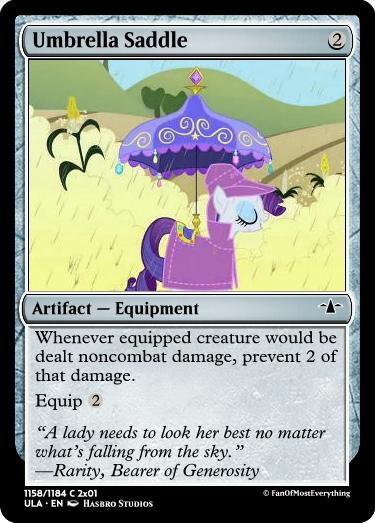 Umbrella Saddle 2
Artifact — Equipment
Whenever equipped creature would be
dealt noncombat damage, prevent 2 of
that damage.
Equip 2
“A lady needs to look her best no matter
what’s falling from the sky.”
—Rarity, Bearer of Generosity
1158/1184 C 2x01
ULA • EN Hasbro Studios
© FanOfMostEverything